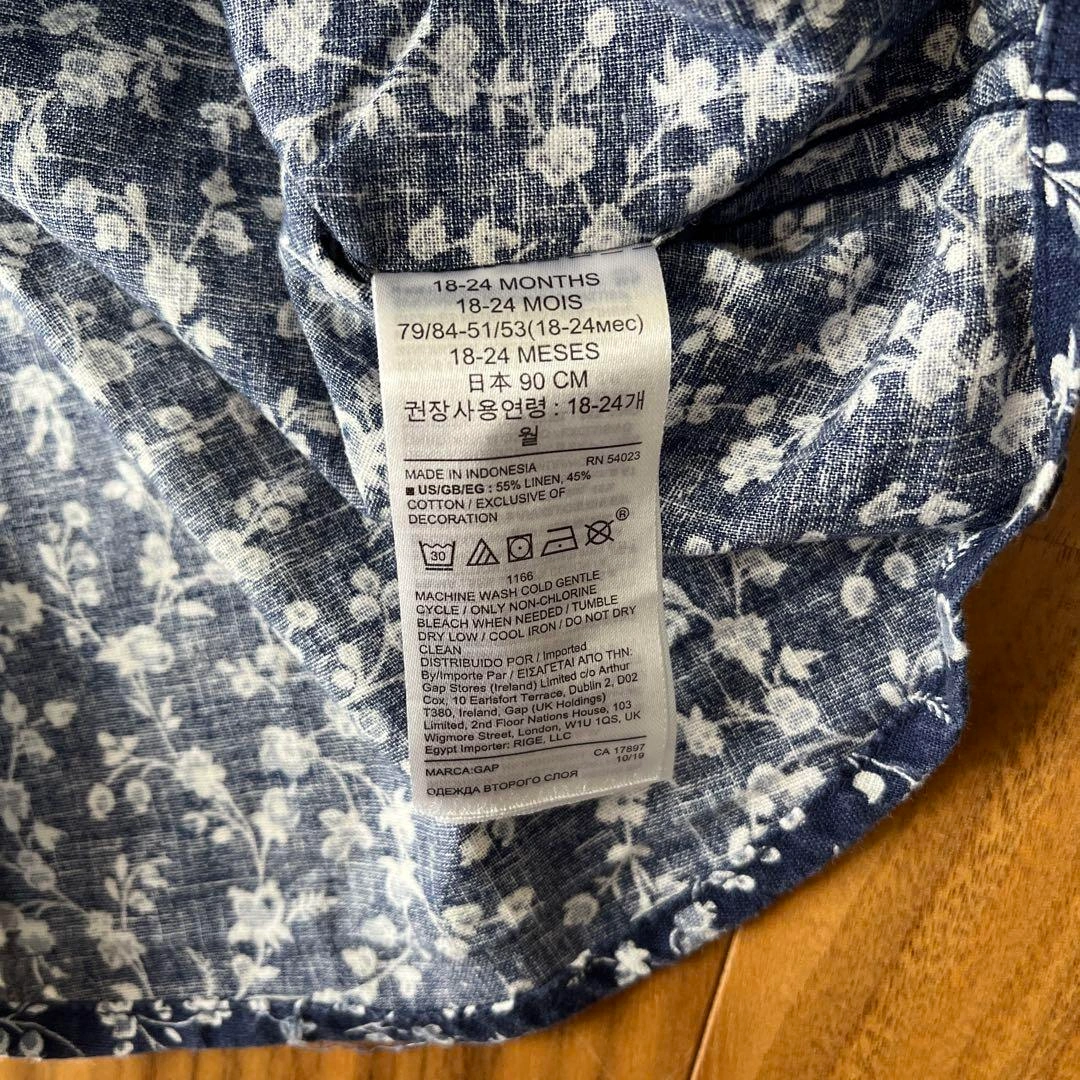 18-24 MONTHS
18-24 MOIS
79/84-51/53(18-24мес)
18-24 MESES
日本 90 CM
권장사용연령 : 18-24개
월
MADE IN INDONESIA RN 54023
US/GB/EG : 55% LINEN, 45%
COTTON / EXCLUSIVE OF
DECORATION
30 ®
1166
MACHINE WASH COLD GENTLE
CYCLE / ONLY NON-CHLORINE
BLEACH WHEN NEEDED / TUMBLE
DRY LOW / COOL IRON / DO NOT DRY
CLEAN
DISTRIBUIDO POR / Imported
By/Importe Par / ΕΙΣΑΓΕΤΑΙ ΑΠΟ ΤΗΝ:
Gap Stores (Ireland) Limited c/o Arthur
Cox, 10 Earlsfort Terrace, Dublin 2, D02
T380, Ireland, Gap (UK Holdings)
Limited, 2nd Floor Nations House, 103
Wigmore Street, London, W1U 1QS, UK
Egypt Importer: RIGE, LLC
MARCA:GAP CA 17897
10/19
ОДЕЖДА ВТОРОГО СЛОЯ